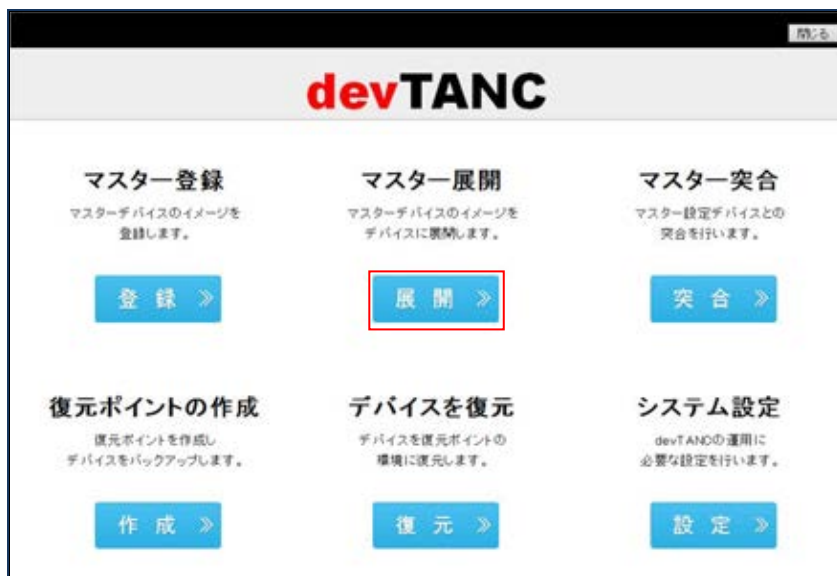 閉じる
devTANC
マスター登録
マスターデバイスのイメージを
登録します。
登 録 》
マスター展開
マスターデバイスのイメージを
デバイスに展開します。
展 開 》
マスター突合
マスター設定デバイスとの
突合を行います。
突 合 》
復元ポイントの作成
復元ポイントを作成し
デバイスをバックアップします。
作 成 》
デバイスを復元
デバイスを復元ポイントの
環境に復元します。
復 元 》
システム設定
devTANCの運用に
必要な設定を行います。
設 定 》